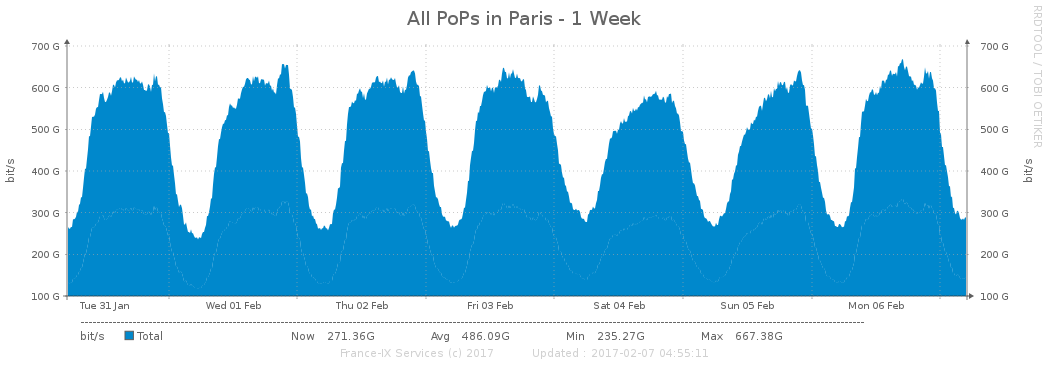 All PoPs in Paris - 1 Week
RRDTOOL / TOBI OETIKER
700 G 700 G
600 G 600 G
500 G 500 G
400 G 400 G
300 G 300 G
200 G 200 G
100 G 100 G
bit/s bit/s
Tue 31 Jan Wed 01 Feb Thu 02 Feb Fri 03 Feb Sat 04 Feb Sun 05 Feb Mon 06 Feb
bit/s Total Now 271.36G Avg 486.09G Min 235.27G Max 667.38G
France-IX Services (c) 2017 Updated : 2017-02-07 04:55:11